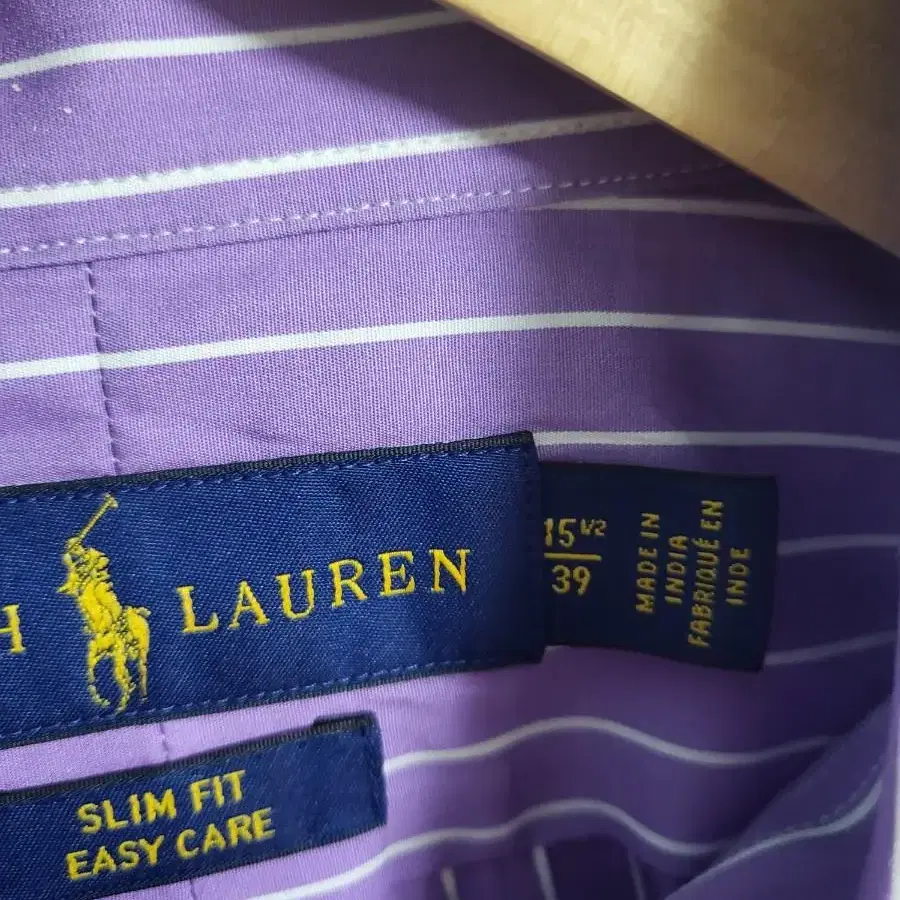 H LAUREN
15 1/2
39
MADE IN
INDIA
FABRIQUÉ EN
INDE
SLIM FIT
EASY CARE